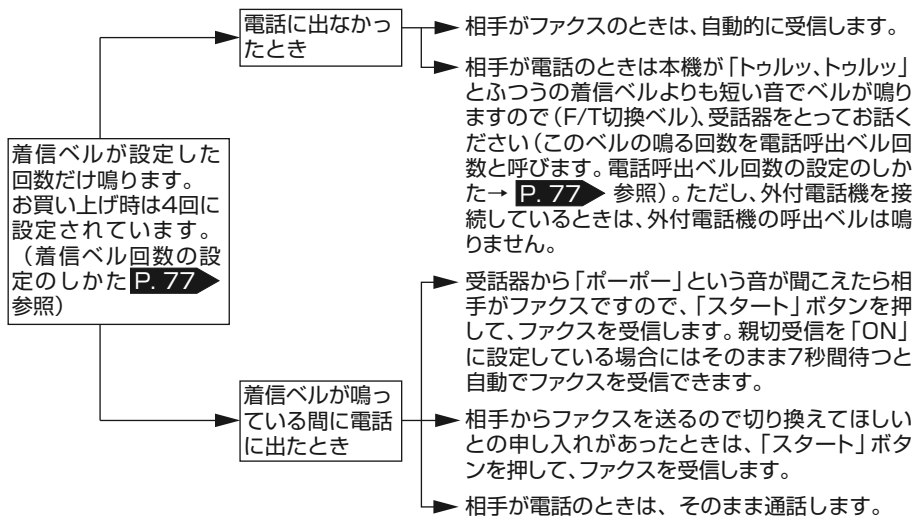 着信ベルが設定した
回数だけ鳴ります。
お買い上げ時は4回に
設定されています。
（着信ベル回数の設
定のしかた P. 77
参照）
電話に出なかっ
たとき
相手がファクスのときは、自動的に受信します。
相手が電話のときは本機が「トゥルッ、トゥルッ」
とふつうの着信ベルよりも短い音でベルが鳴り
ますので（F/T切換ベル）、受話器をとってお話く
ださい（このベルの鳴る回数を電話呼出ベル回
数と呼びます。電話呼出ベル回数の設定のしか
た→ P. 77 参照）。ただし、外付電話機を接
続しているときは、外付電話機の呼出ベルは鳴
りません。
着信ベルが鳴っ
ている間に電話
に出たとき
受話器から「ポーポー」という音が聞こえたら相
手がファクスですので、「スタート」ボタンを押
して、ファクスを受信します。親切受信を「ON」
に設定している場合にはそのまま7秒間待つと
自動でファクスを受信できます。
相手からファクスを送るので切り換えてほしい
との申し入れがあったときは、「スタート」ボタ
ンを押して、ファクスを受信します。
相手が電話のときは、そのまま通話します。